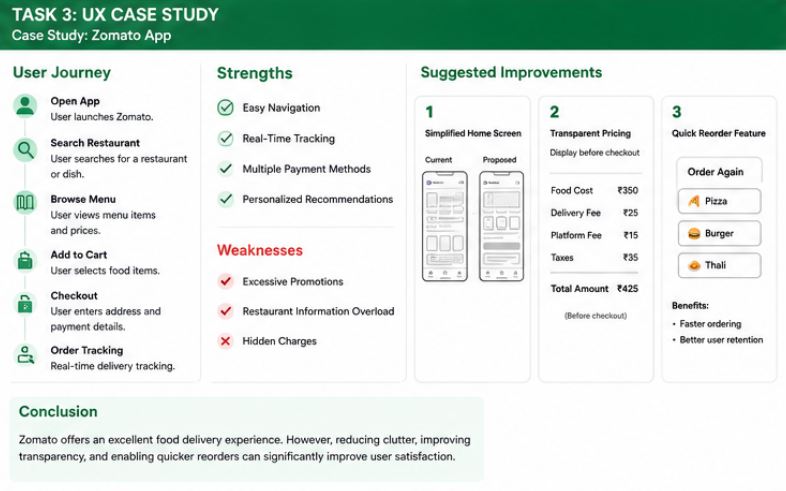 TASK 3: UX CASE STUDY
Case Study: Zomato App
User Journey
Open App
User launches Zomato.
Search Restaurant
User searches for a restaurant
or dish.
Browse Menu
User views menu items
and prices.
Add to Cart
User selects food items.
Checkout
User enters address and
payment details.
Order Tracking
Real-time delivery tracking.
Strengths
Easy Navigation
Real-Time Tracking
Multiple Payment Methods
Personalized Recommendations
Weaknesses
Excessive Promotions
Restaurant Information Overload
Hidden Charges
Suggested Improvements
1
Simplified Home Screen
Current Proposed
2
Transparent Pricing
Display before checkout
Food Cost ₹350
Delivery Fee ₹25
Platform Fee ₹15
Taxes ₹35
Total Amount ₹425
(Before checkout)
3
Quick Reorder Feature
Order Again
Pizza
Burger
Thali
Benefits:
• Faster ordering
• Better user retention
Conclusion
Zomato offers an excellent food delivery experience. However, reducing clutter, improving
transparency, and enabling quicker reorders can significantly improve user satisfaction.